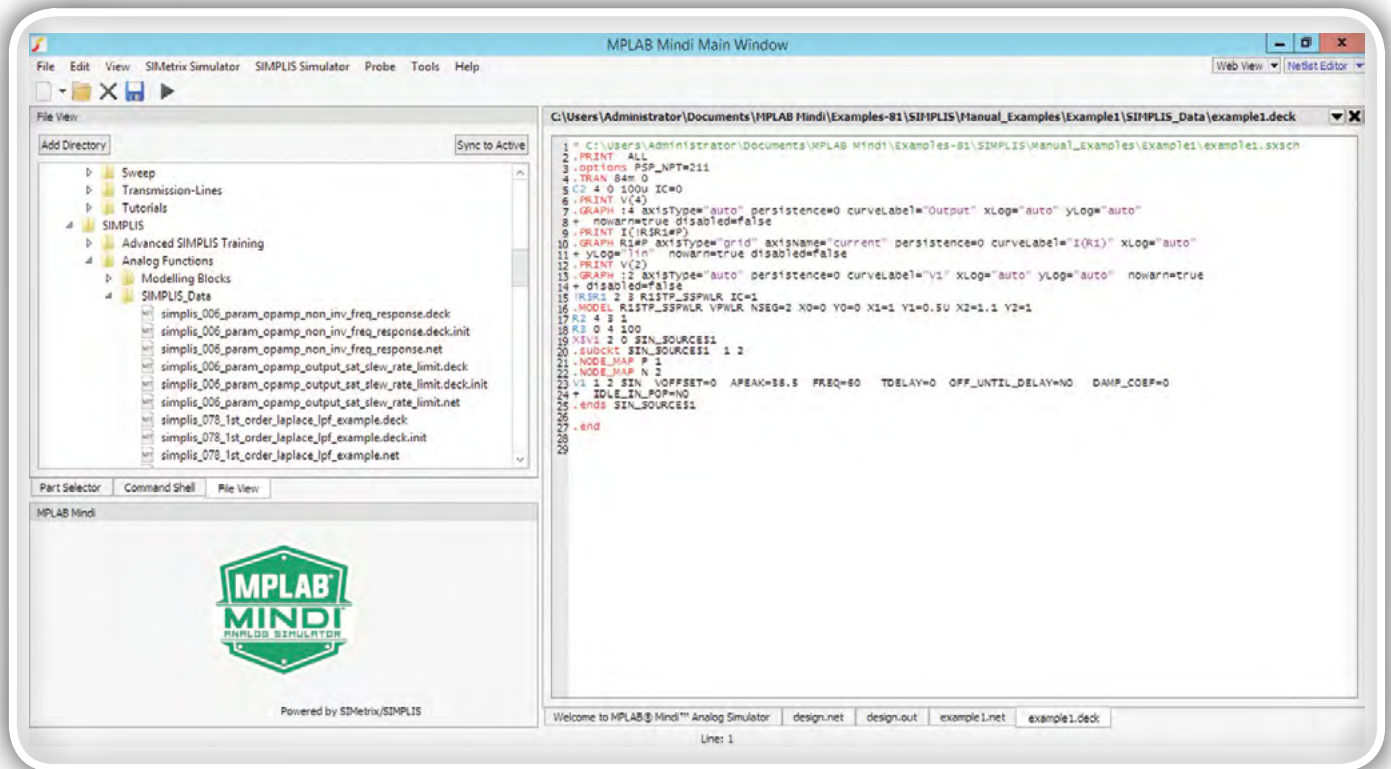 MPLAB Mindi Main Window
File Edit View SIMetrix Simulator SIMPLIS Simulator Probe Tools Help
Web View Netlist Editor
File View
Add Directory Sync to Active
Sweep
Transmission-Lines
Tutorials
SIMPLIS
Advanced SIMPLIS Training
Analog Functions
Modelling Blocks
SIMPLIS_Data
simplis_006_param_opamp_non_inv_freq_response.deck
simplis_006_param_opamp_non_inv_freq_response.deck.init
simplis_006_param_opamp_non_inv_freq_response.net
simplis_006_param_opamp_output_sat_slew_rate_limit.deck
simplis_006_param_opamp_output_sat_slew_rate_limit.deck.init
simplis_006_param_opamp_output_sat_slew_rate_limit.net
simplis_078_1st_order_laplace_lpf_example.deck
simplis_078_1st_order_laplace_lpf_example.deck.init
simplis_078_1st_order_laplace_lpf_example.net
Part Selector Command Shell File View
MPLAB Mindi
MPLAB
MINDI
ANALOG SIMULATOR
Powered by SIMetrix/SIMPLIS
C:\Users\Administrator\Documents\MPLAB Mindi\Examples-81\SIMPLIS\Manual_Examples\Example1\SIMPLIS_Data\example1.deck
1 * C:\Users\Administrator\Documents\MPLAB Mindi\Examples-81\SIMPLIS\Manual_Examples\Example1\example1.sxsch
2 .PRINT ALL
3 .options PSP_NPT=211
4 .TRAN 84m 0
5 C2 4 0 100u IC=0
6 .PRINT V(4)
7 .GRAPH :4 axisType="auto" persistence=0 curveLabel="Output" xLog="auto" yLog="auto"
8 + nowarn=true disabled=false
9 .PRINT I(!R$R1#P)
10 .GRAPH R1#P axisType="grid" axisName="current" persistence=0 curveLabel="I(R1)" xLog="auto"
11 + yLog="lin" nowarn=true disabled=false
12 .PRINT V(2)
13 .GRAPH :2 axisType="auto" persistence=0 curveLabel="V1" xLog="auto" yLog="auto" nowarn=true
14 + disabled=false
15 !R$R1 2 3 R1$TP_SSPWLR IC=1
16 .MODEL R1$TP_SSPWLR VPWLR NSEG=2 X0=0 Y0=0 X1=1 Y1=0.5U X2=1.1 Y2=1
17 R2 4 3 1
18 R3 0 4 100
19 X$V1 2 0 SIN_SOURCE$1
20 .subckt SIN_SOURCE$1 1 2
21 .NODE_MAP P 1
22 .NODE_MAP N 2
23 V1 1 2 SIN VOFFSET=0 APEAK=58.5 FREQ=60 TDELAY=0 OFF_UNTIL_DELAY=NO DAMP_COEF=0
24 + IDLE_IN_POP=NO
25 .ends SIN_SOURCE$1
26
27 .end
28
29
Welcome to MPLAB® Mindi™ Analog Simulator design.net design.out example1.net example1.deck
Line: 1